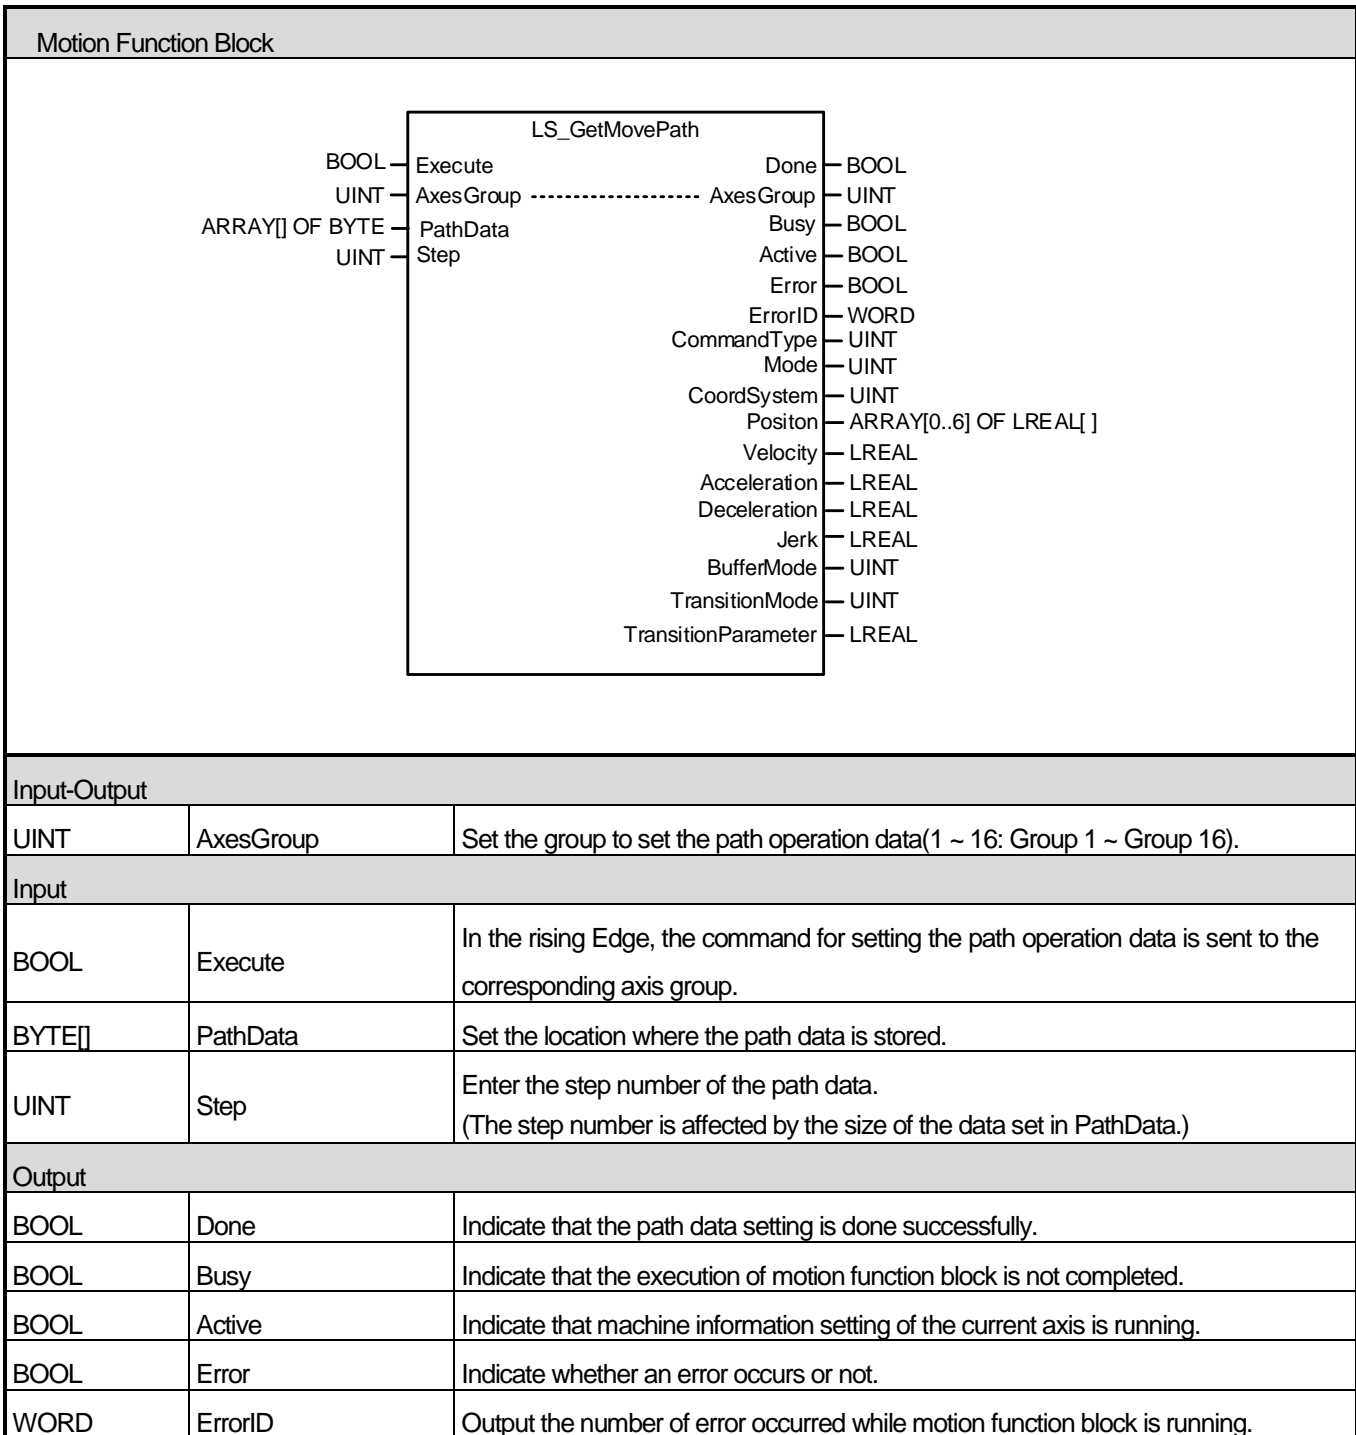 Motion Function Block
LS_GetMovePath
BOOL Execute Done BOOL
UINT AxesGroup AxesGroup UINT
ARRAY[] OF BYTE PathData Busy BOOL
UINT Step Active BOOL
Error BOOL
ErrorID WORD
CommandType UINT
Mode UINT
CoordSystem UINT
Positon ARRAY[0..6] OF LREAL[ ]
Velocity LREAL
Acceleration LREAL
Deceleration LREAL
Jerk LREAL
BufferMode UINT
TransitionMode UINT
TransitionParameter LREAL
Input-Output
UINT AxesGroup Set the group to set the path operation data(1 ~ 16: Group 1 ~ Group 16).
Input
BOOL Execute In the rising Edge, the command for setting the path operation data is sent to the
corresponding axis group.
BYTE[] PathData Set the location where the path data is stored.
UINT Step Enter the step number of the path data.
(The step number is affected by the size of the data set in PathData.)
Output
BOOL Done Indicate that the path data setting is done successfully.
BOOL Busy Indicate that the execution of motion function block is not completed.
BOOL Active Indicate that machine information setting of the current axis is running.
BOOL Error Indicate whether an error occurs or not.
WORD ErrorID Output the number of error occurred while motion function block is running.